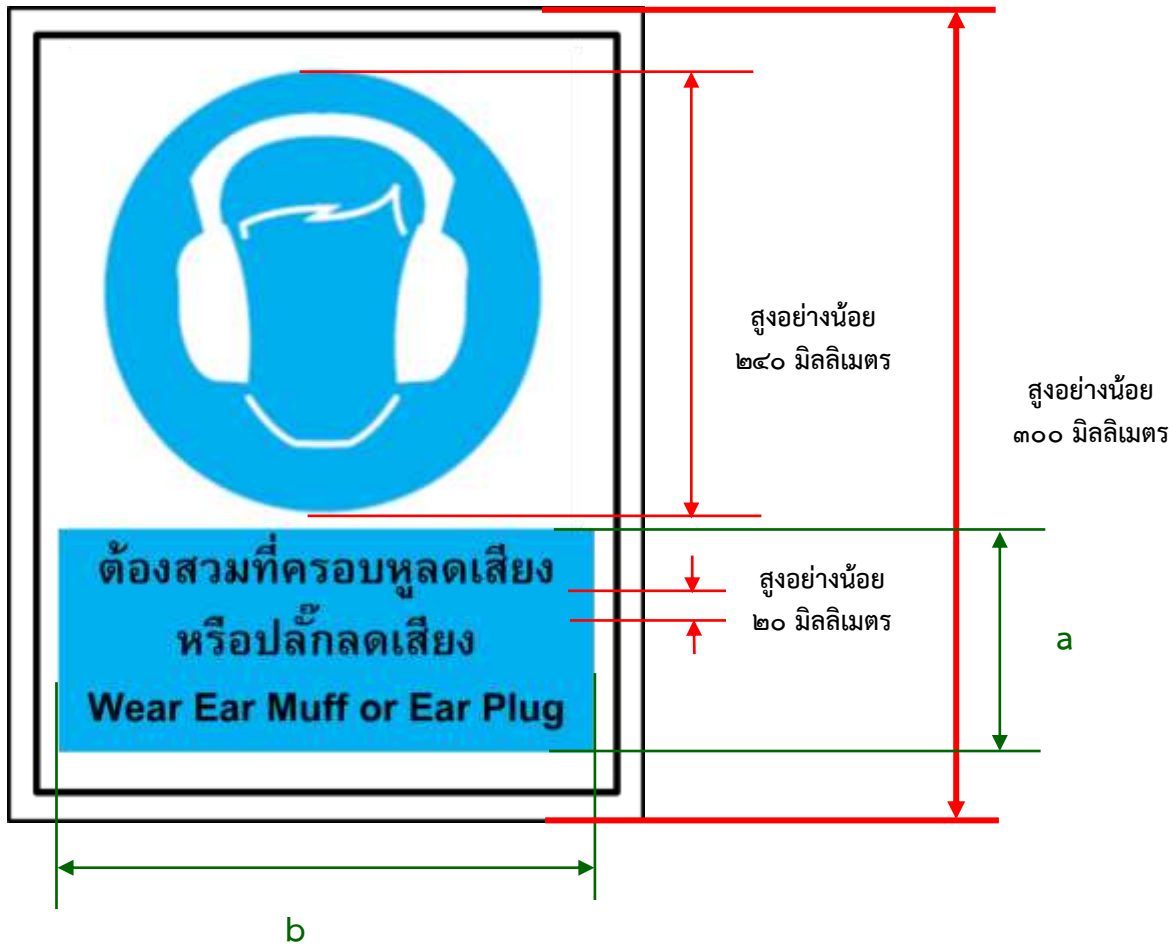 สูงอย่างน้อย
๒๔๐ มิลลิเมตร
สูงอย่างน้อย
๓๐๐ มิลลิเมตร
ต้องสวมที่ครอบหูลดเสียง
หรือปลั๊กลดเสียง
Wear Ear Muff or Ear Plug
สูงอย่างน้อย
๒๐ มิลลิเมตร
a
b